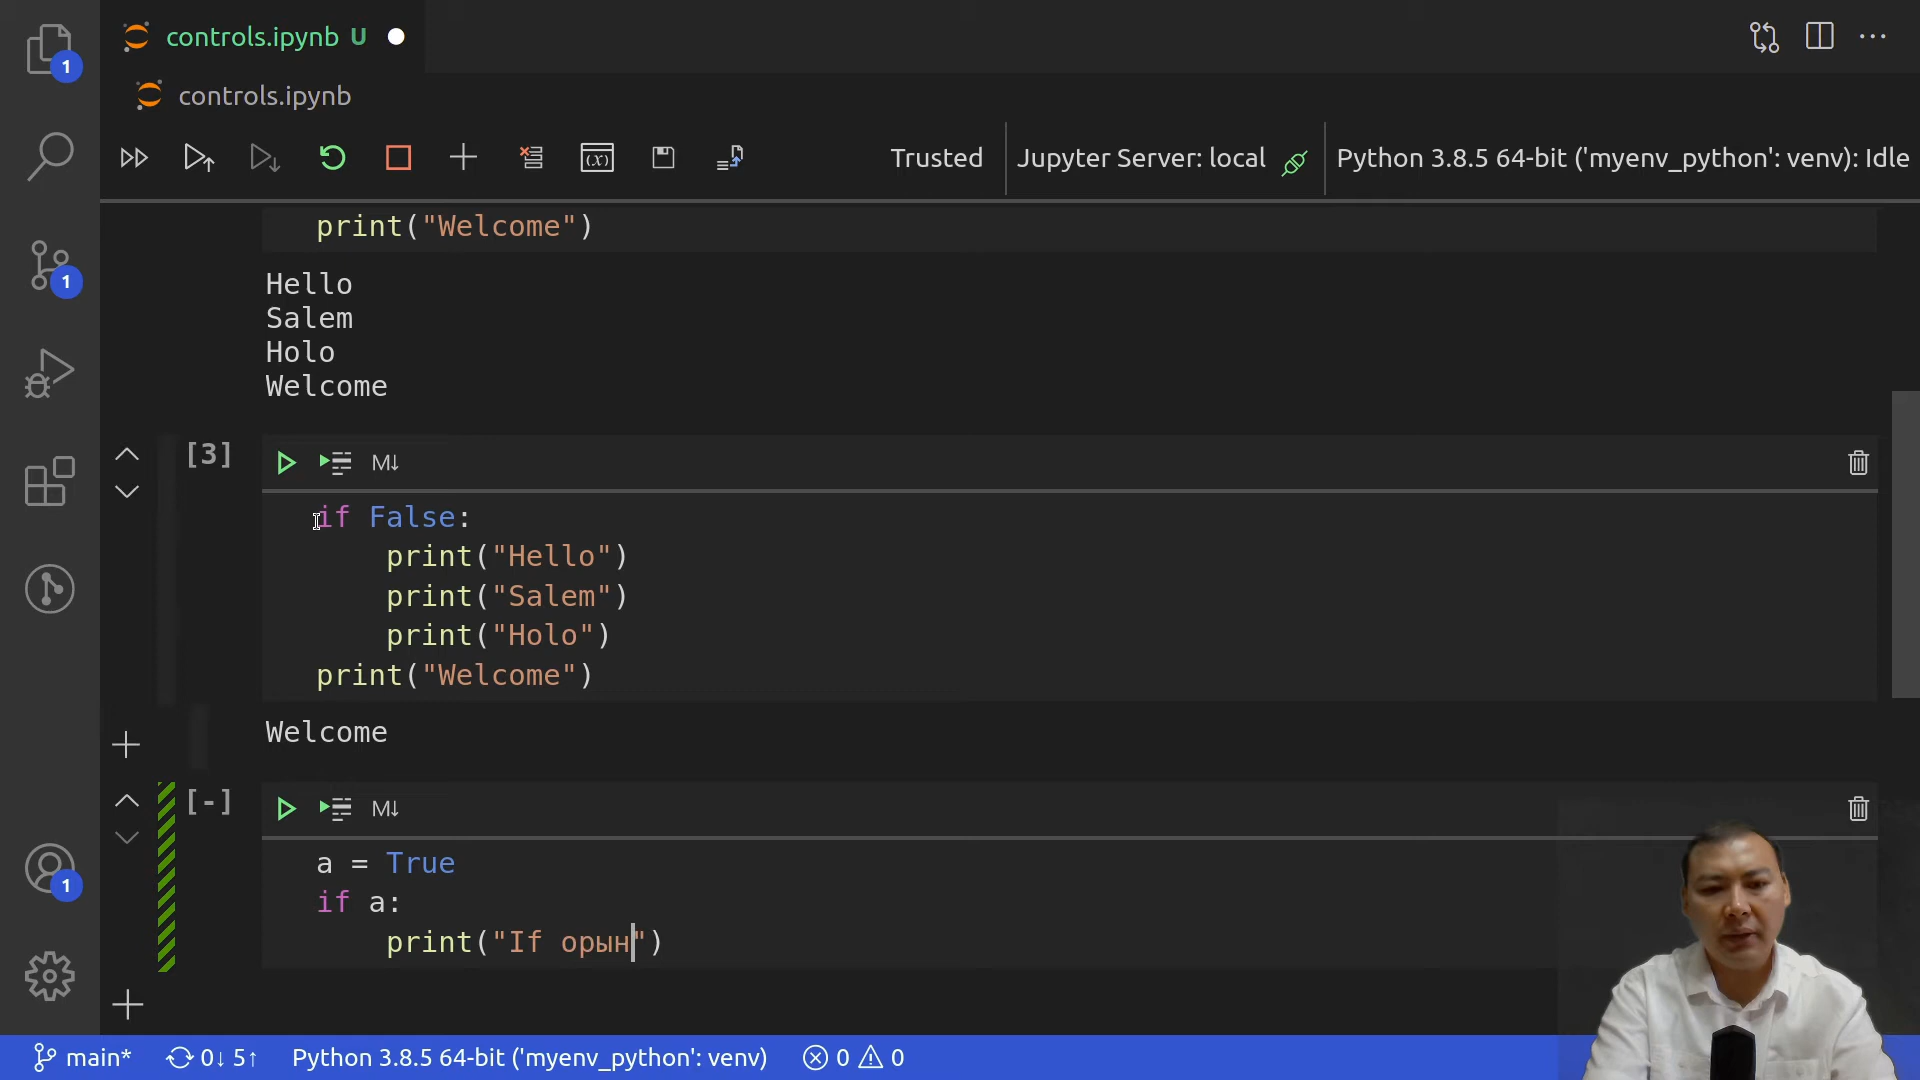 controls.ipynb U
1
controls.ipynb
Trusted
Jupyter Server: local
Python 3.8.5 64-bit ('myenv_python': venv): Idle
print("Welcome")
Hello
Salem
Holo
Welcome
1
[3]
M↓
if False:
    print("Hello")
    print("Salem")
    print("Holo")
print("Welcome")
Welcome
[-]
M↓
a = True
if a:
    print("If орын")
1
main* 0↓ 5↑ Python 3.8.5 64-bit ('myenv_python': venv) 0 0